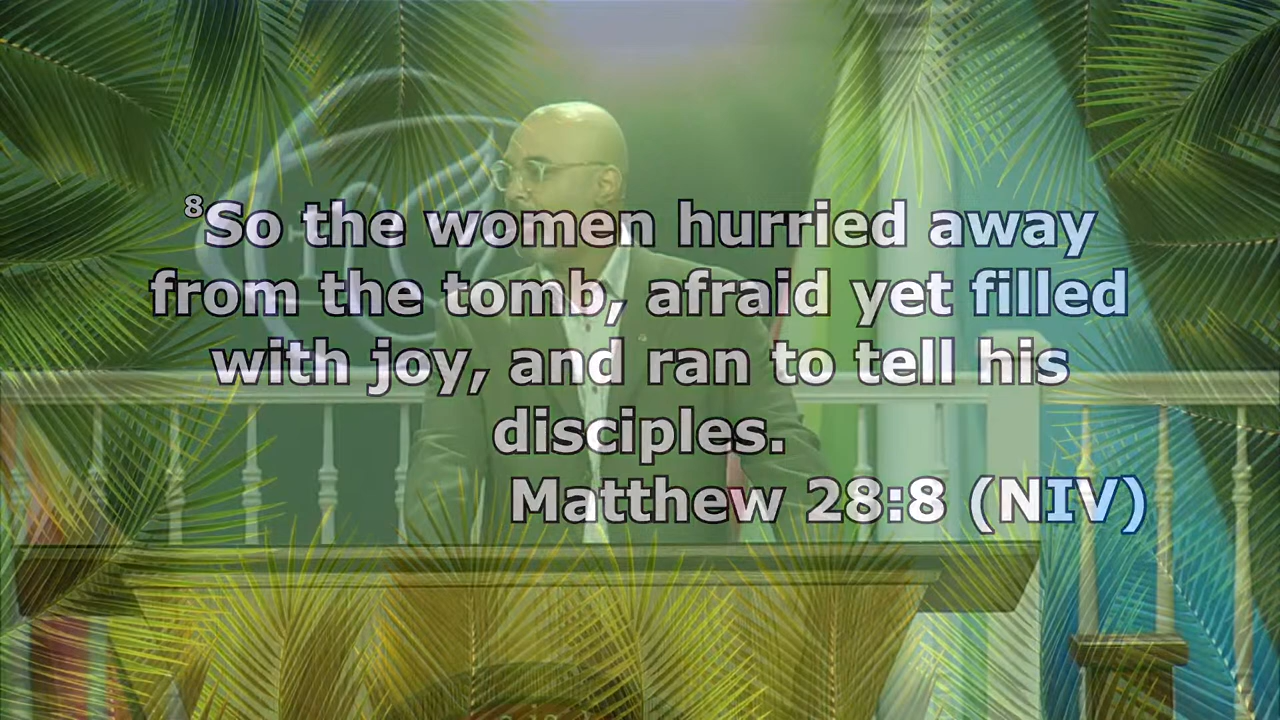 ⁸So the women hurried away
from the tomb, afraid yet filled
with joy, and ran to tell his
disciples.
Matthew 28:8 (NIV)